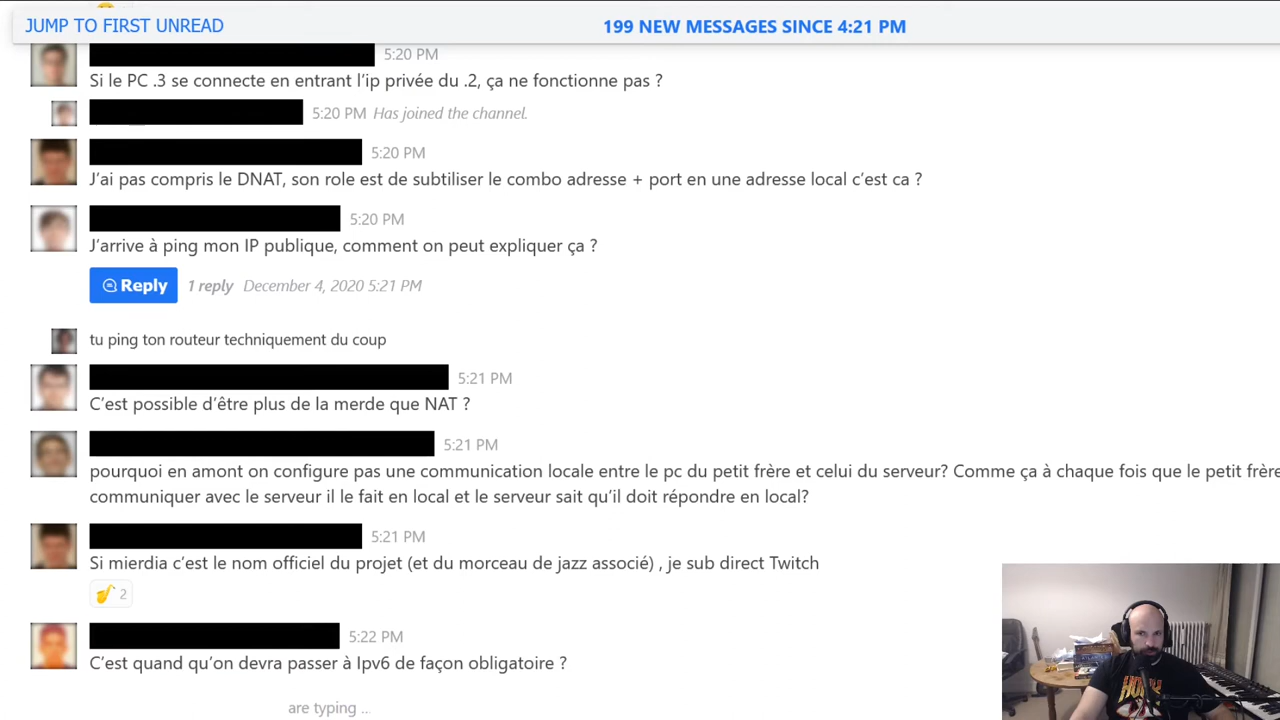 JUMP TO FIRST UNREAD
199 NEW MESSAGES SINCE 4:21 PM
5:20 PM
Si le PC .3 se connecte en entrant l'ip privée du .2, ça ne fonctionne pas ?
5:20 PM Has joined the channel.
5:20 PM
J'ai pas compris le DNAT, son role est de subtiliser le combo adresse + port en une adresse local c'est ca ?
5:20 PM
J'arrive à ping mon IP publique, comment on peut expliquer ça ?
Reply 1 reply December 4, 2020 5:21 PM
tu ping ton routeur techniquement du coup
5:21 PM
C'est possible d'être plus de la merde que NAT ?
5:21 PM
pourquoi en amont on configure pas une communication locale entre le pc du petit frère et celui du serveur? Comme ça à chaque fois que le petit frère
communiquer avec le serveur il le fait en local et le serveur sait qu'il doit répondre en local?
5:21 PM
Si mierdia c'est le nom officiel du projet (et du morceau de jazz associé) , je sub direct Twitch
2
5:22 PM
C'est quand qu'on devra passer à Ipv6 de façon obligatoire ?
are typing ...